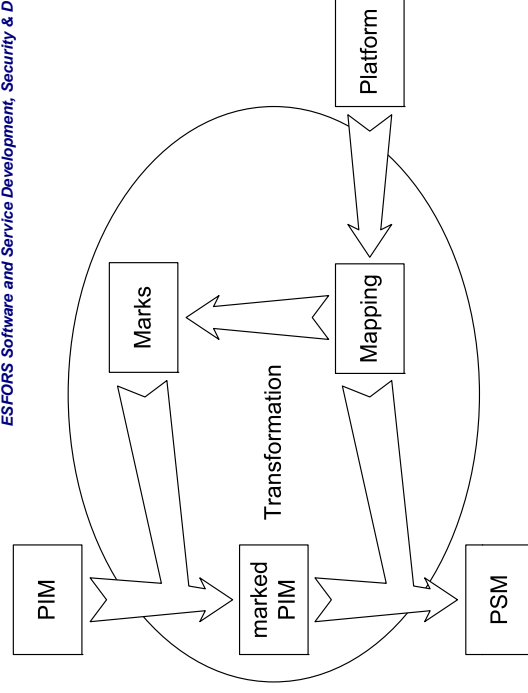 ESFORS Software and Service Development, Security & D
PIM
Marks
marked
PIM
Transformation
Mapping
Platform
PSM